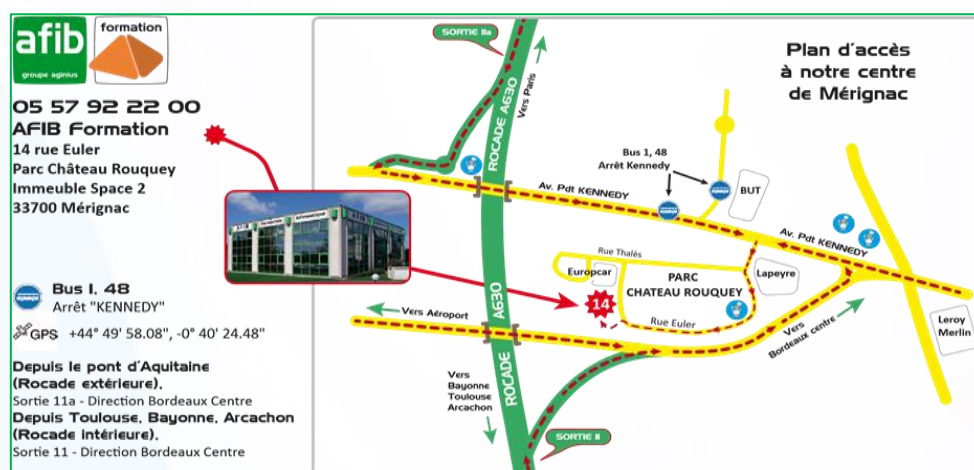 afib
groupe aginius
formation
05 57 92 22 00
AFIB Formation
14 rue Euler
Parc Château Rouquey
Immeuble Space 2
33700 Mérignac
Bus I. 48
Arrêt "KENNEDY"
GPS +44° 49' 58.08", -0° 40' 24.48"
Depuis le pont d'Aquitaine
(Rocade extérieure),
Sortie 11a - Direction Bordeaux Centre
Depuis Toulouse, Bayonne, Arcachon
(Rocade intérieure),
Sortie 11 - Direction Bordeaux Centre
Plan d'accès
à notre centre
de Mérignac
SORTIE IIa
ROCADE A630
Vers Paris
Bus 1, 48
Arrêt Kennedy
BUT
Av. Pdt KENNEDY
Av. Pdt KENNEDY
Rue Thalès
Europcar
PARC
CHATEAU ROUQUEY
Lapeyre
14
Rue Euler
Vers Aéroport
Vers
Bordeaux centre
Leroy
Merlin
ROCADE A630
Vers
Bayonne
Toulouse
Arcachon
SORTIE II
AFIB